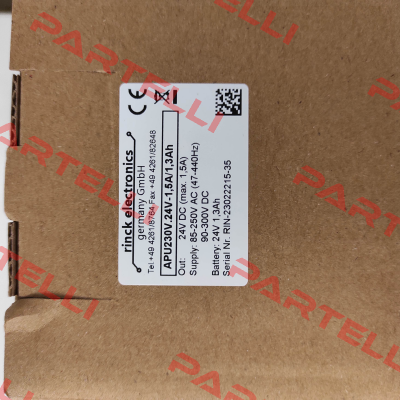 rinck electronics
germany GmbH
Tel:+49 4261/8764 Fax +49 4261/82648
APU230V.24V-1,5A/1,3Ah
Out: 24V DC (max. 1,5A)
Supply: 85-250V AC (47-440Hz)
90-300V DC
Battery: 24V 1,3Ah
Serial Nr.: RIN-23022215-35
PARTELLI
PARTELLI
PARTELLI
PARTELLI
PARTELLI